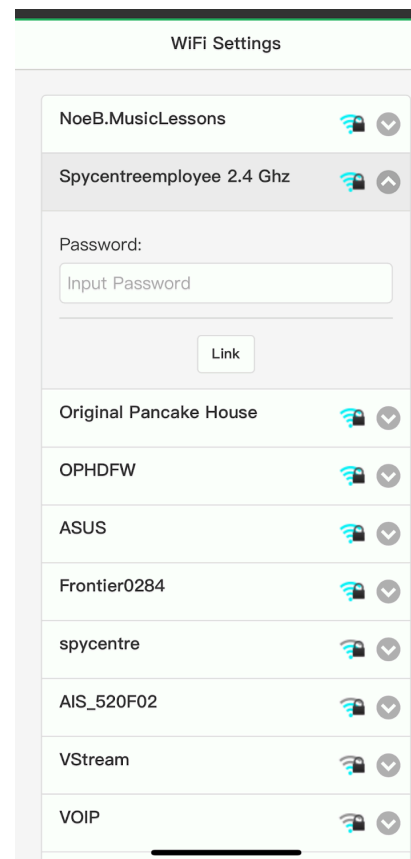 WiFi Settings
NoeB.MusicLessons
Spycentreemployee 2.4 Ghz
Password:
Input Password
Link
Original Pancake House
OPHDFW
ASUS
Frontier0284
spycentre
AIS_520F02
VStream
VOIP